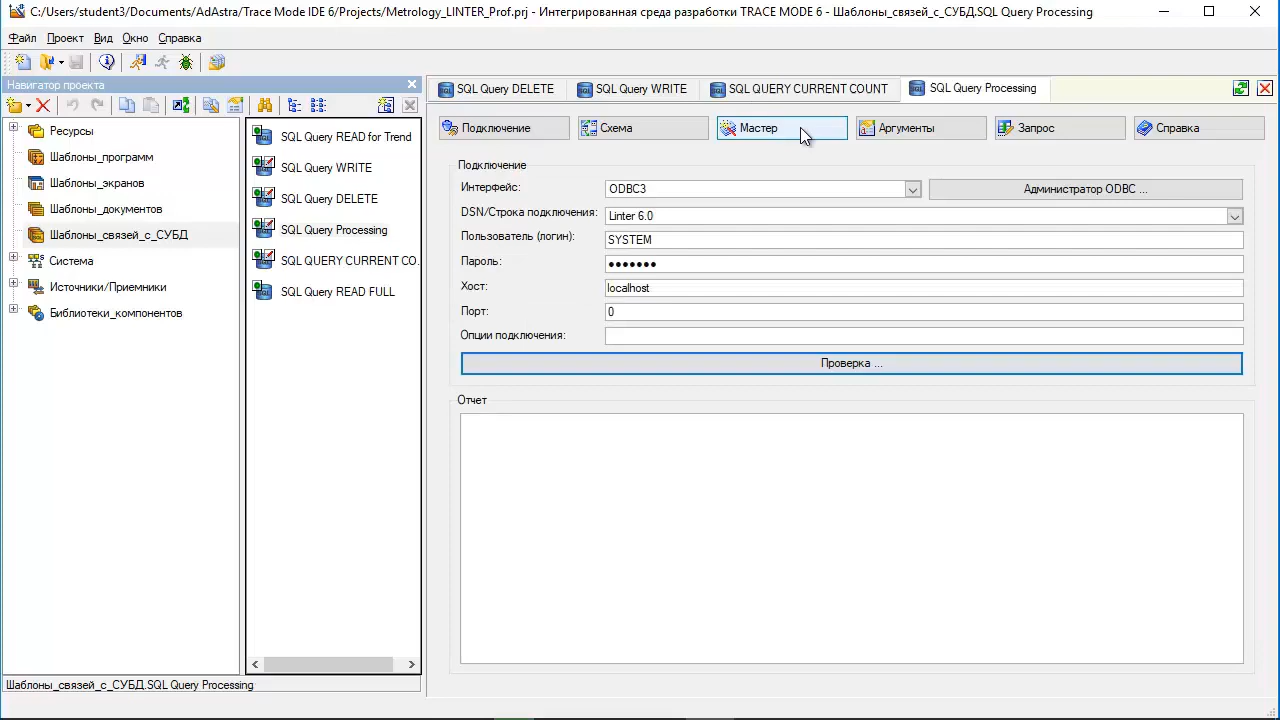 C:/Users/student3/Documents/AdAstra/Trace Mode IDE 6/Projects/Metrology_LINTER_Prof.prj - Интегрированная среда разработки TRACE MODE 6 - Шаблоны_связей_с_СУБД.SQL Query Processing
Файл Проект Вид Окно Справка
Навигатор проекта
SQL Query DELETE SQL Query WRITE SQL QUERY CURRENT COUNT SQL Query Processing
Ресурсы
Шаблоны_программ
Шаблоны_экранов
Шаблоны_документов
Шаблоны_связей_с_СУБД
Система
Источники/Приемники
Библиотеки_компонентов
SQL Query READ for Trend
SQL Query WRITE
SQL Query DELETE
SQL Query Processing
SQL QUERY CURRENT CO.
SQL Query READ FULL
Подключение Схема Мастер Аргументы Запрос Справка
Подключение
Интерфейс: ODBC3 Администратор ODBC ...
DSN/Строка подключения: Linter 6.0
Пользователь (логин): SYSTEM
Пароль: ●●●●●●●
Хост: localhost
Порт: 0
Опции подключения:
Проверка ...
Отчет
Шаблоны_связей_с_СУБД.SQL Query Processing